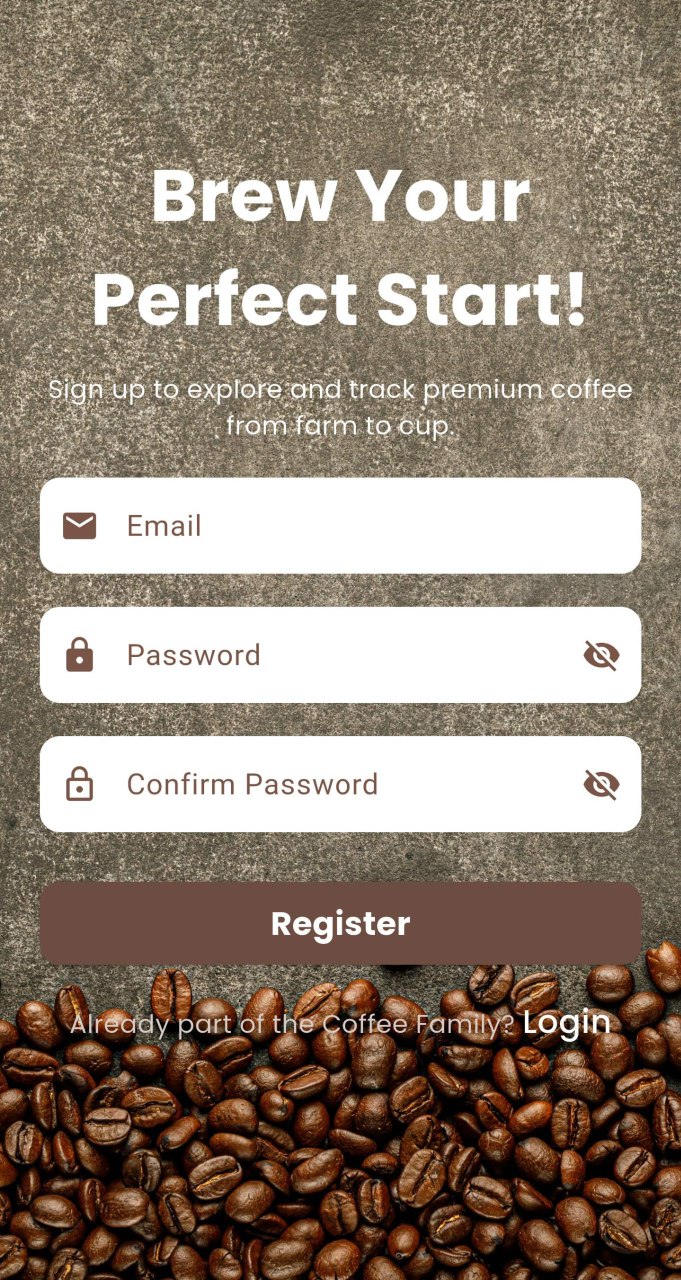 Brew Your
Perfect Start!
Sign up to explore and track premium coffee
from farm to cup.
Email
Password
Confirm Password
Register
Already part of the Coffee Family? Login